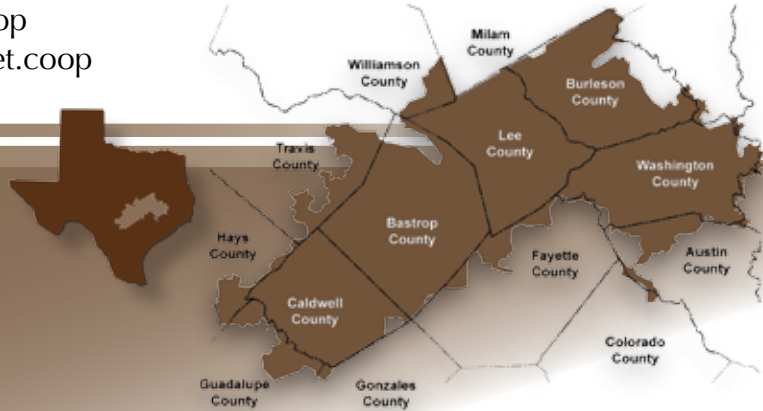 op
et.coop
Milam
County
Williamson
County
Burleson
County
Travis
County
Lee
County
Washington
County
Bastrop
County
Hays
County
Fayette
County
Austin
County
Caldwell
County
Colorado
County
Guadalupe
County
Gonzales
County